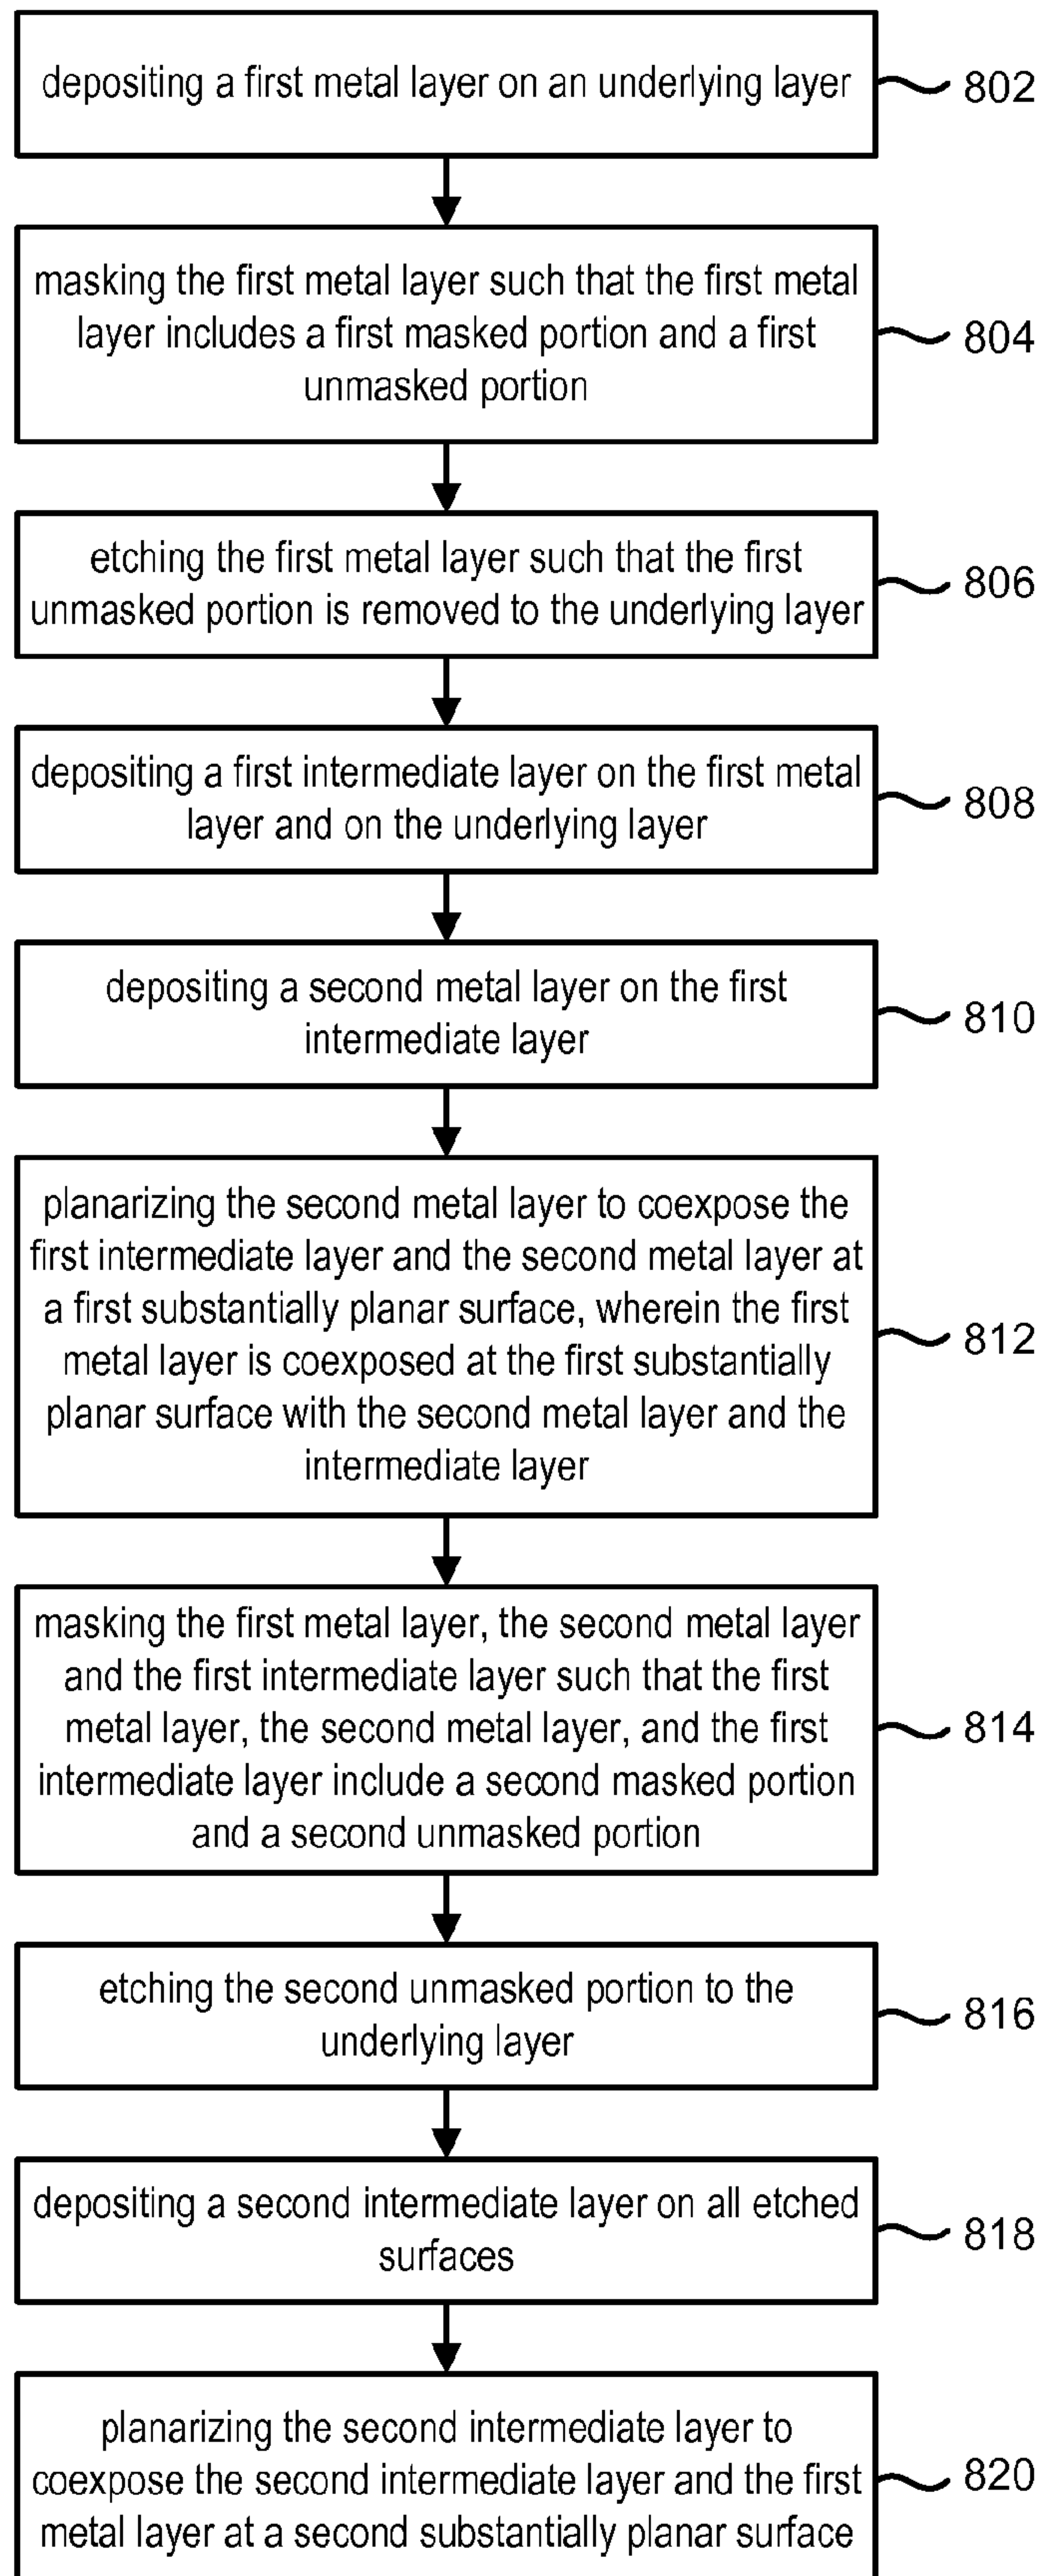 depositing a first metal layer on an underlying layer
802
masking the first metal layer such that the first metal
layer includes a first masked portion and a first
unmasked portion
804
etching the first metal layer such that the first
unmasked portion is removed to the underlying layer
806
depositing a first intermediate layer on the first metal
layer and on the underlying layer
808
depositing a second metal layer on the first
intermediate layer
810
planarizing the second metal layer to coexpose the
first intermediate layer and the second metal layer at
a first substantially planar surface, wherein the first
metal layer is coexposed at the first substantially
planar surface with the second metal layer and the
intermediate layer
812
masking the first metal layer, the second metal layer
and the first intermediate layer such that the first
metal layer, the second metal layer, and the first
intermediate layer include a second masked portion
and a second unmasked portion
814
etching the second unmasked portion to the
underlying layer
816
depositing a second intermediate layer on all etched
surfaces
818
planarizing the second intermediate layer to
coexpose the second intermediate layer and the first
metal layer at a second substantially planar surface
820